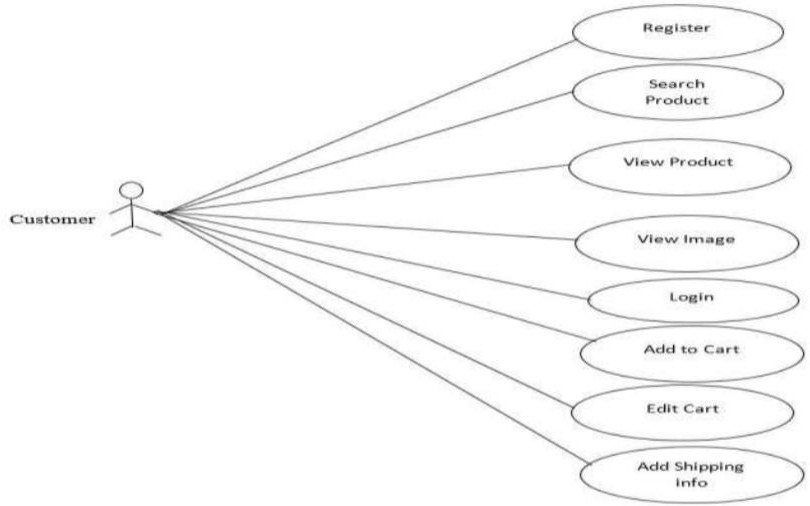 Register
Search
Product
View Product
Customer
View Image
Login
Add to Cart
Edit Cart
Add Shipping
info